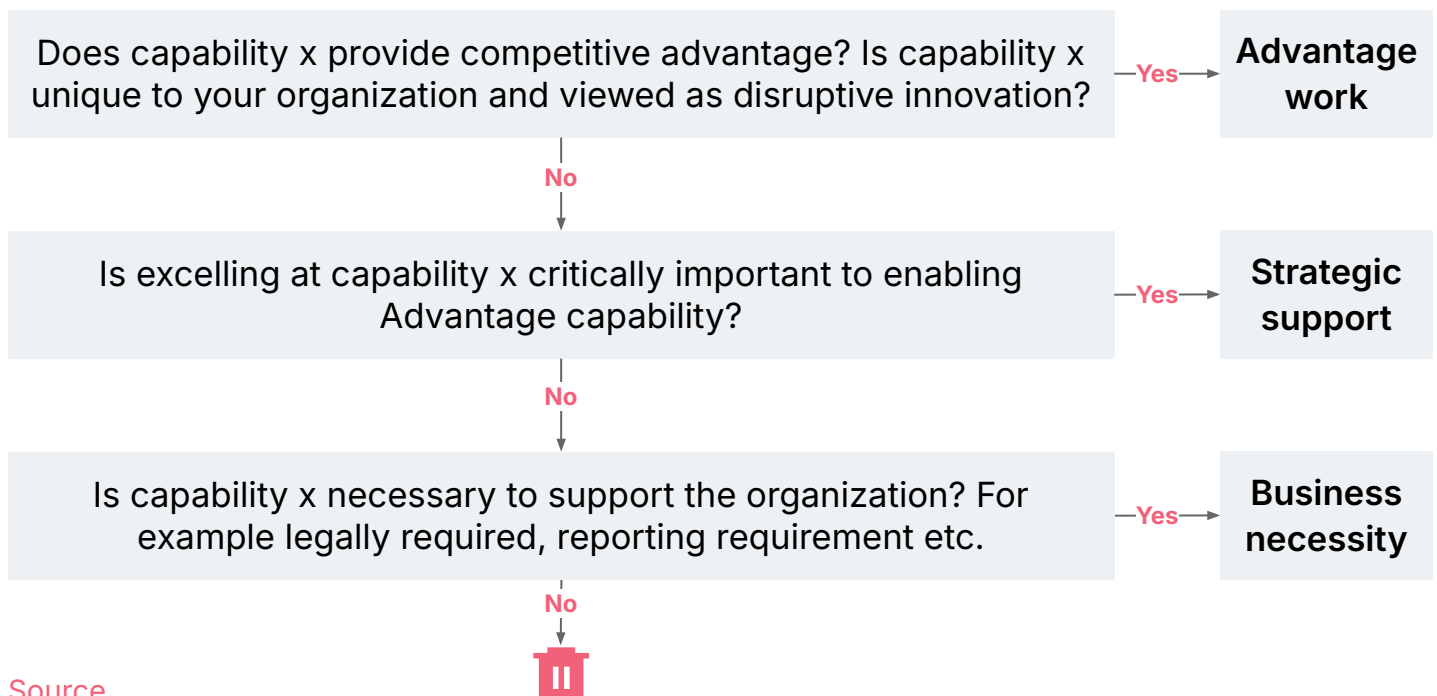 Does capability x provide competitive advantage? Is capability x
unique to your organization and viewed as disruptive innovation?
Yes
Advantage
work
No
Is excelling at capability x critically important to enabling
Advantage capability?
Yes
Strategic
support
No
Is capability x necessary to support the organization? For
example legally required, reporting requirement etc.
Yes
Business
necessity
No
Source